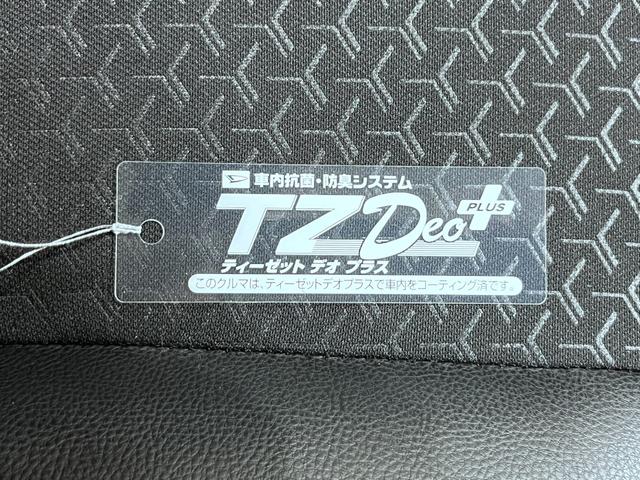 車内抗菌・防臭システム
TZ Deo PLUS
ティーゼット デオ プラス
このクルマは、ティーゼットデオプラスで車内をコーティング済です。